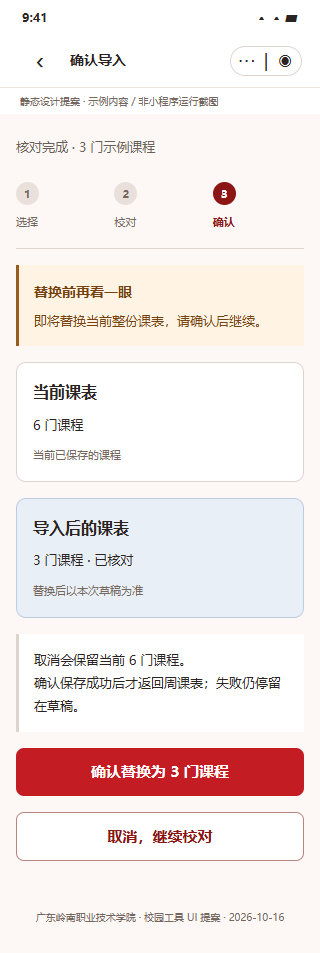 9:41
确认导入
静态设计提案 · 示例内容 / 非小程序运行截图
核对完成 · 3 门示例课程
1
2
3
选择
校对
确认
替换前再看一眼
即将替换当前整份课表，请确认后继续。
当前课表
6 门课程
当前已保存的课程
导入后的课表
3 门课程 · 已核对
替换后以本次草稿为准
取消会保留当前 6 门课程。
确认保存成功后才返回周课表；失败仍停留
在草稿。
确认替换为 3 门课程
取消，继续校对
广东岭南职业技术学院 · 校园工具 UI 提案 · 2026-10-16